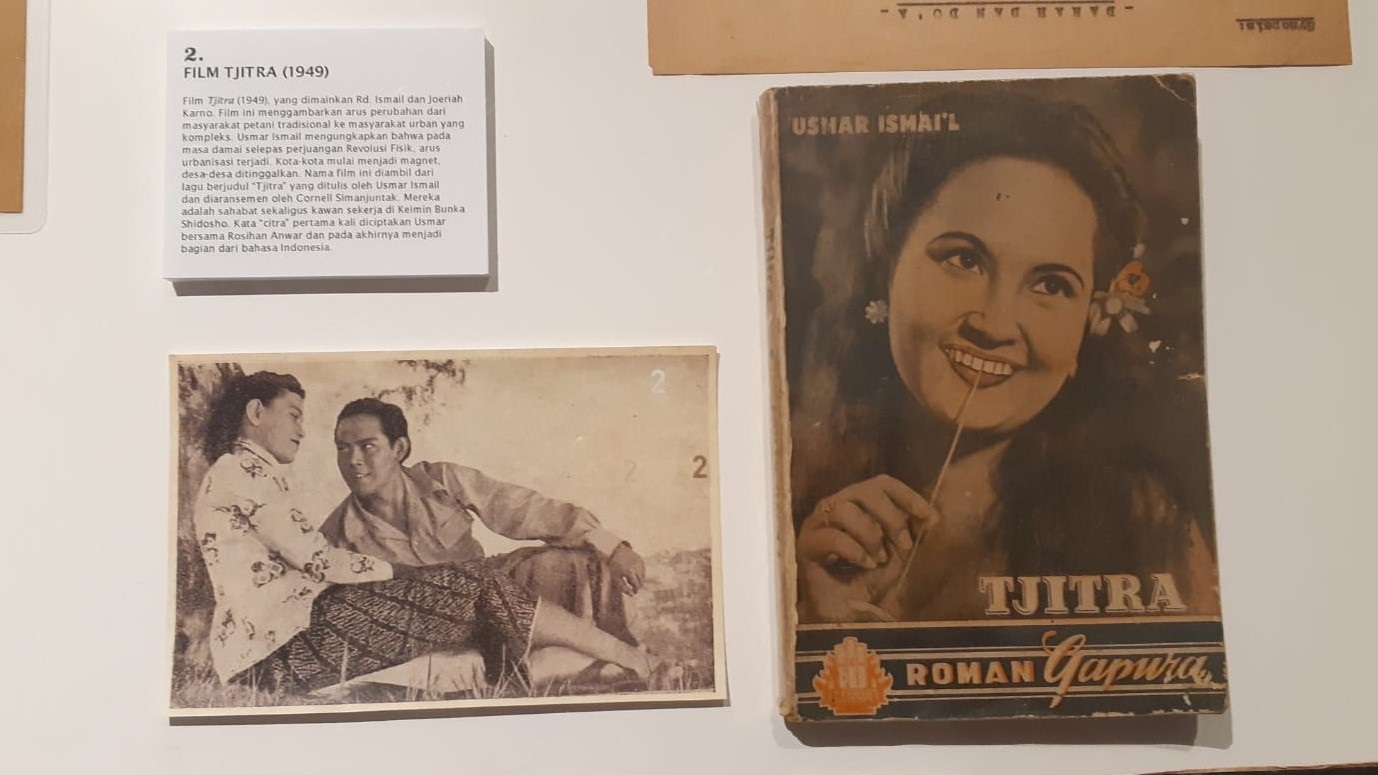 2.
FILM TJITRA (1949)
Film Tjitra (1949), yang dimainkan Rd. Ismail dan Joeriah
Karno. Film ini menggambarkan arus perubahan dari
masyarakat petani tradisional ke masyarakat urban yang
kompleks. Usmar Ismail mengungkapkan bahwa pada
masa damai selepas perjuangan Revolusi Fisik, arus
urbanisasi terjadi. Kota-kota mulai menjadi magnet,
desa-desa ditinggalkan. Nama film ini diambil dari
lagu berjudul "Tjitra" yang ditulis oleh Usmar Ismail
dan diaransemen oleh Cornell Simanjuntak. Mereka
adalah sahabat sekaligus kawan sekerja di Keimin Bunka
Shidosho. Kata "citra" pertama kali diciptakan Usmar
bersama Rosihan Anwar dan pada akhirnya menjadi
bagian dari bahasa Indonesia.
2
2
2
- DARAH DAN DO'A -
USMAR ISMAI'L
TJITRA
ROMAN Gapura